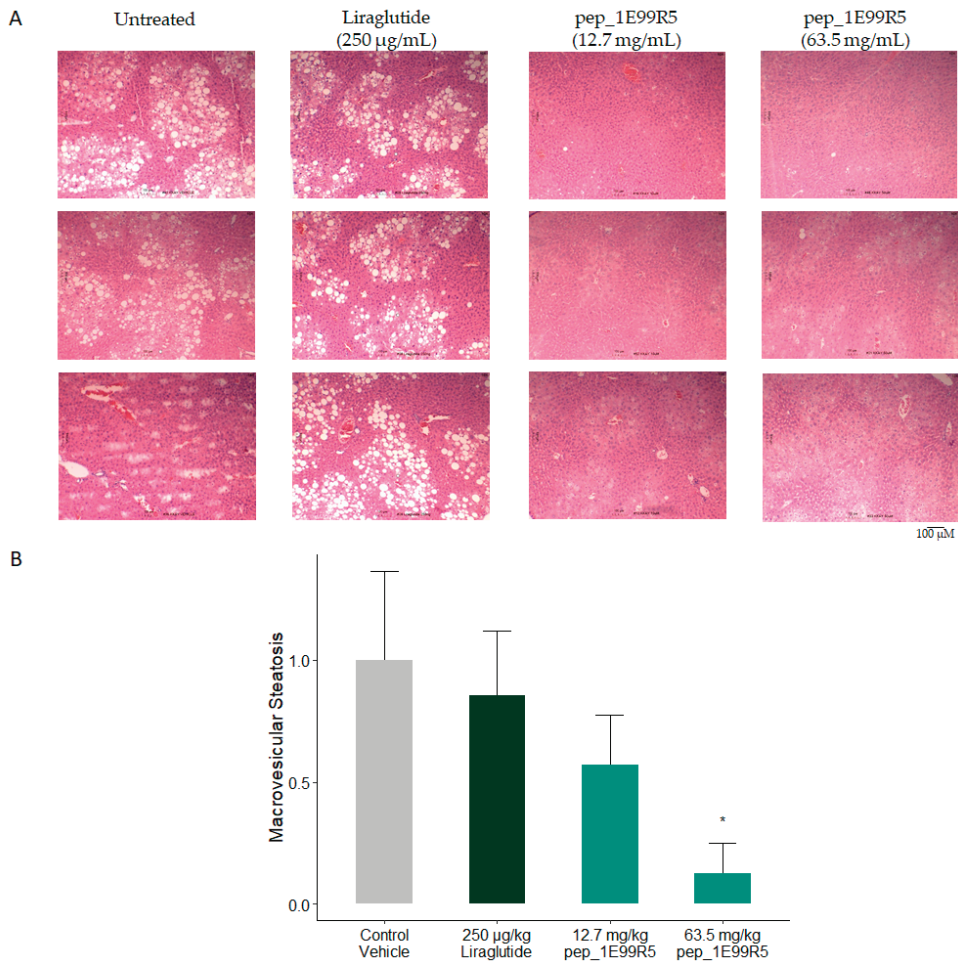 A
Untreated
Liraglutide
(250 µg/mL)
pep_1E99R5
(12.7 mg/mL)
pep_1E99R5
(63.5 mg/mL)
100 µM
B
Macrovesicular Steatosis
1.0
0.5
0.0
*
Control
Vehicle
250 µg/kg
Liraglutide
12.7 mg/kg
pep_1E99R5
63.5 mg/kg
pep_1E99R5